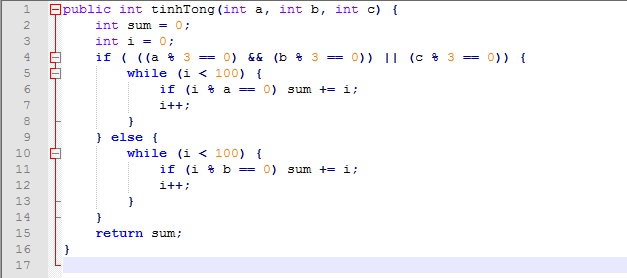 1 public int tinhTong(int a, int b, int c) {
2 int sum = 0;
3 int i = 0;
4 if ( ((a % 3 == 0) && (b % 3 == 0)) || (c % 3 == 0)) {
5 while (i < 100) {
6 if (i % a == 0) sum += i;
7 i++;
8 }
9 } else {
10 while (i < 100) {
11 if (i % b == 0) sum += i;
12 i++;
13 }
14 }
15 return sum;
16 }
17